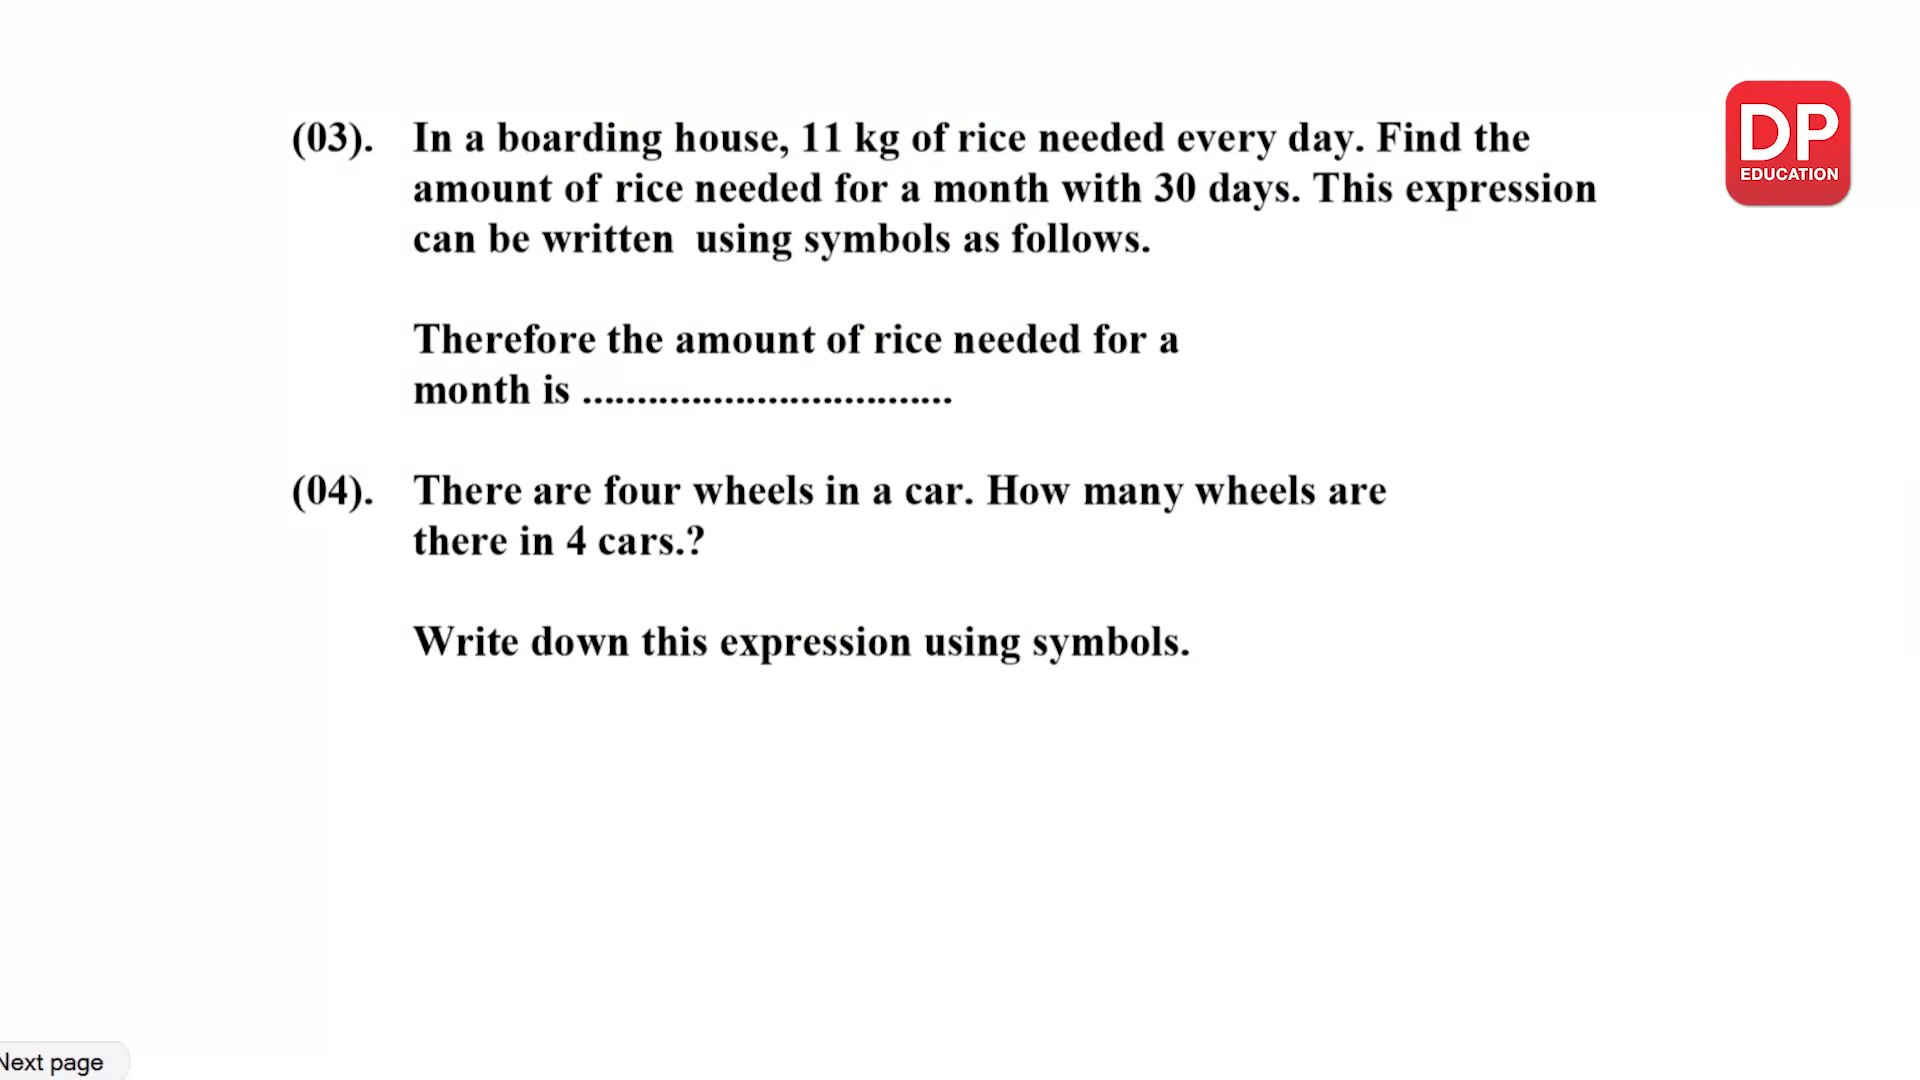 DP
EDUCATION
(03). In a boarding house, 11 kg of rice needed every day. Find the
amount of rice needed for a month with 30 days. This expression
can be written  using symbols as follows.
Therefore the amount of rice needed for a
month is ..................................
(04). There are four wheels in a car. How many wheels are
there in 4 cars.?
Write down this expression using symbols.
Next page